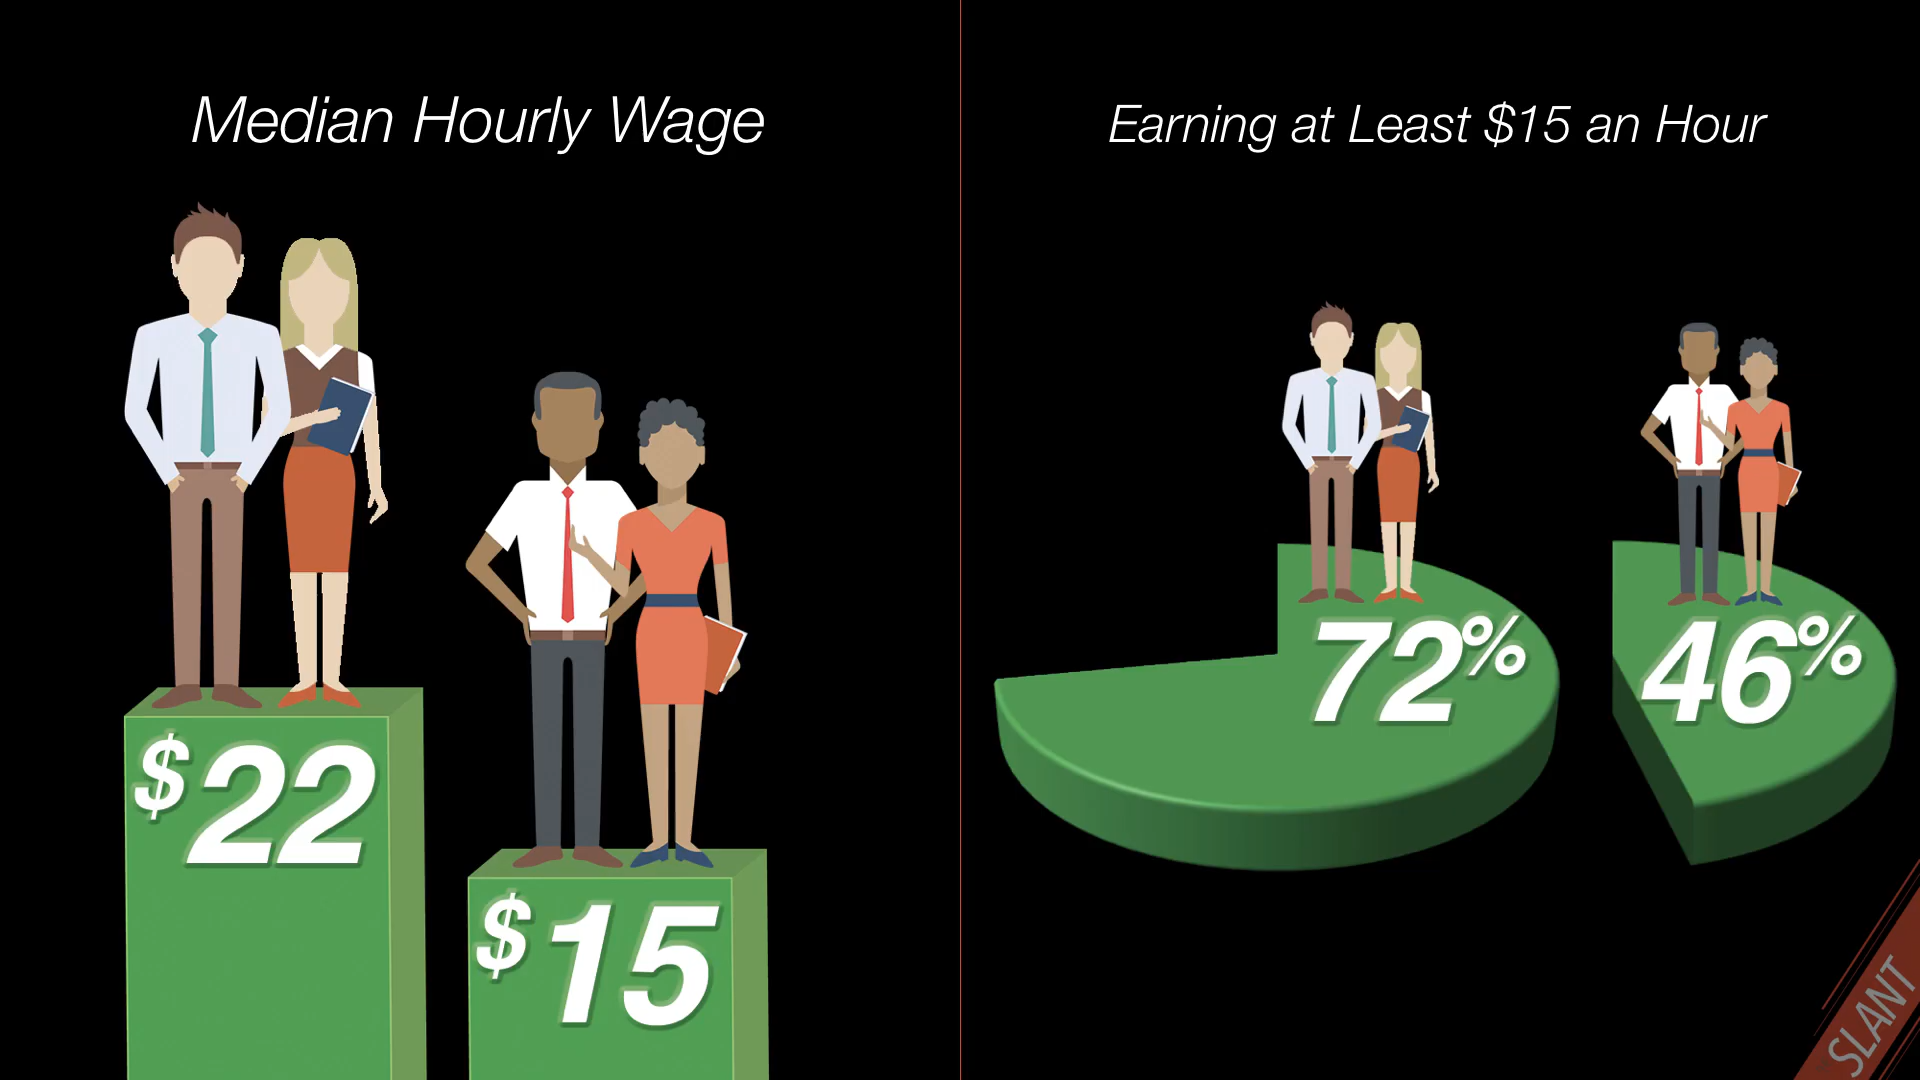 Median Hourly Wage
$22
$15
Earning at Least $15 an Hour
72%
46%
SLANT